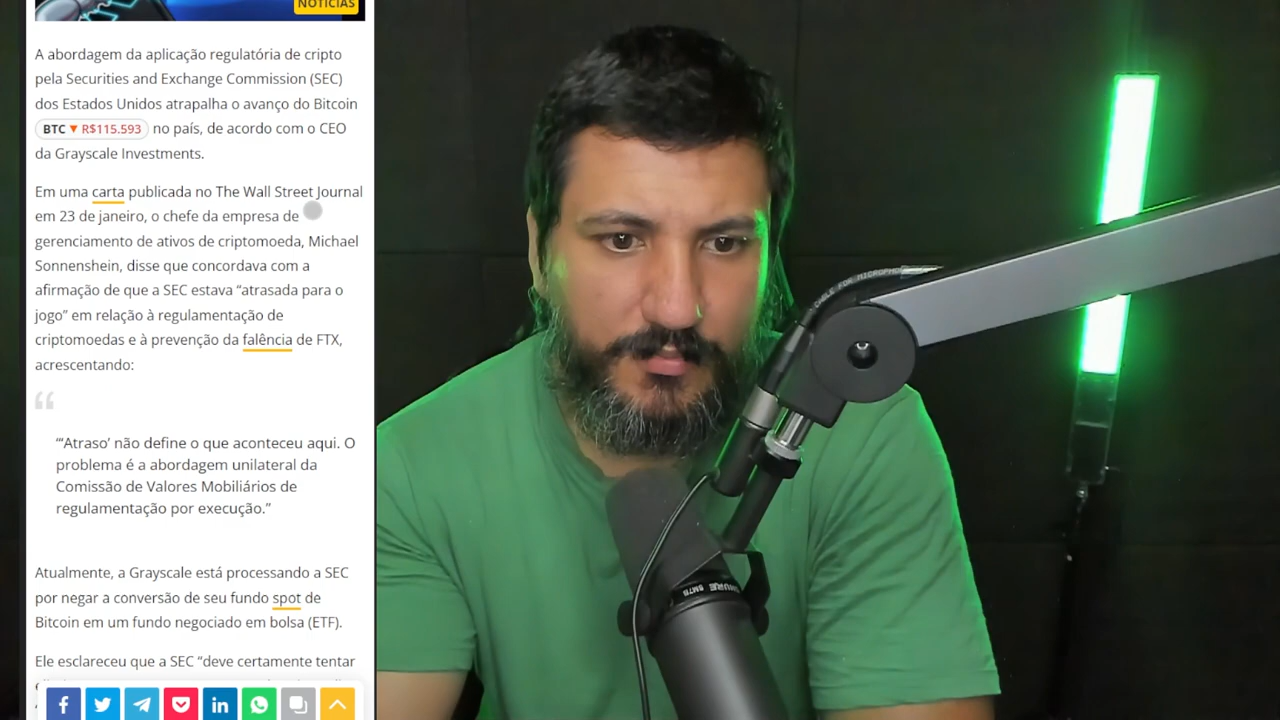 NOTÍCIAS
A abordagem da aplicação regulatória de cripto
pela Securities and Exchange Commission (SEC)
dos Estados Unidos atrapalha o avanço do Bitcoin
BTC ▼ R$115.593 no país, de acordo com o CEO
da Grayscale Investments.
Em uma carta publicada no The Wall Street Journal
em 23 de janeiro, o chefe da empresa de
gerenciamento de ativos de criptomoeda, Michael
Sonnenshein, disse que concordava com a
afirmação de que a SEC estava “atrasada para o
jogo” em relação à regulamentação de
criptomoedas e à prevenção da falência de FTX,
acrescentando:
“
“‘Atraso’ não define o que aconteceu aqui. O
problema é a abordagem unilateral da
Comissão de Valores Mobiliários de
regulamentação por execução.”
Atualmente, a Grayscale está processando a SEC
por negar a conversão de seu fundo spot de
Bitcoin em um fundo negociado em bolsa (ETF).
Ele esclareceu que a SEC “deve certamente tentar
CABLE FOR MICROPHO
SHURE
SM7B